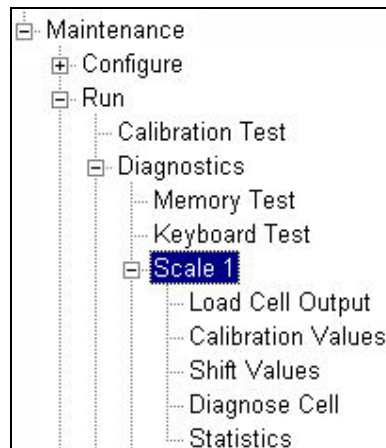 Maintenance
Configure
Run
Calibration Test
Diagnostics
Memory Test
Keyboard Test
Scale 1
Load Cell Output
Calibration Values
Shift Values
Diagnose Cell
Statistics